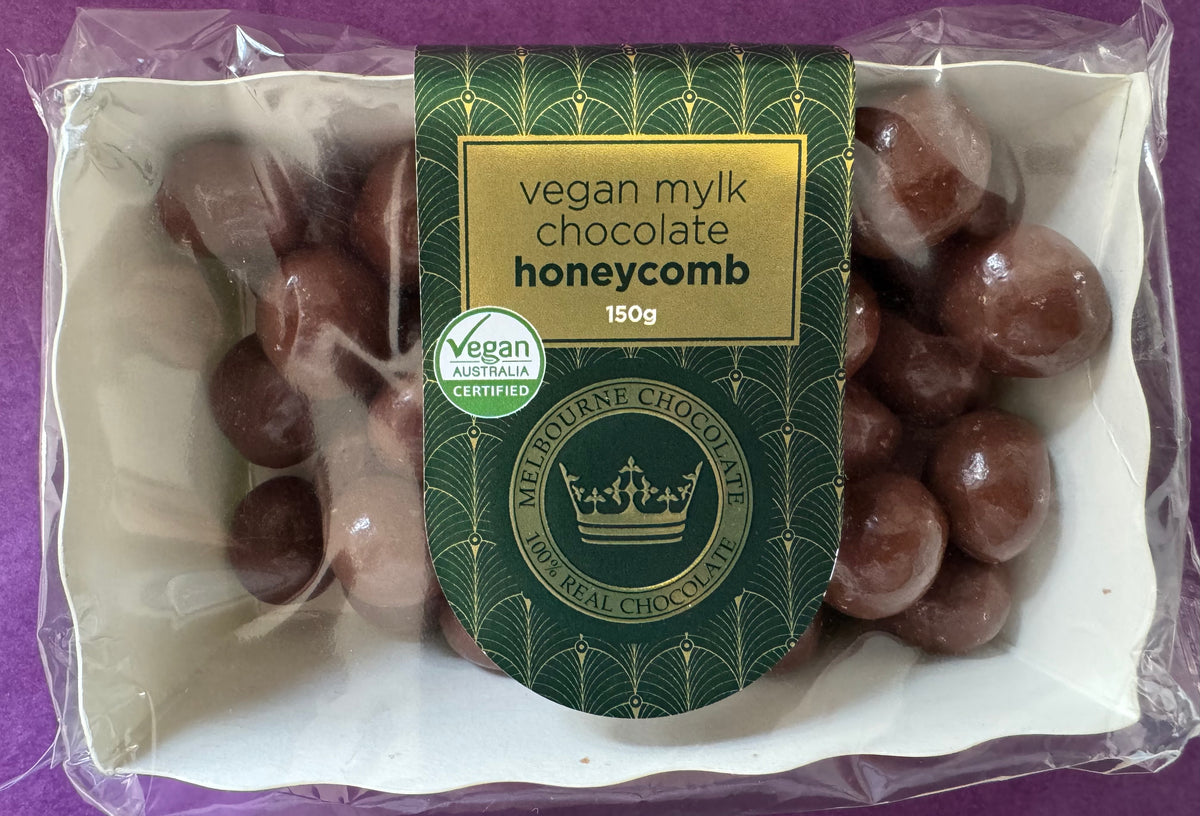 vegan mylk
chocolate
honeycomb
150g
Vegan
AUSTRALIA
CERTIFIED
MELBOURNE CHOCOLATE
100% REAL CHOCOLATE